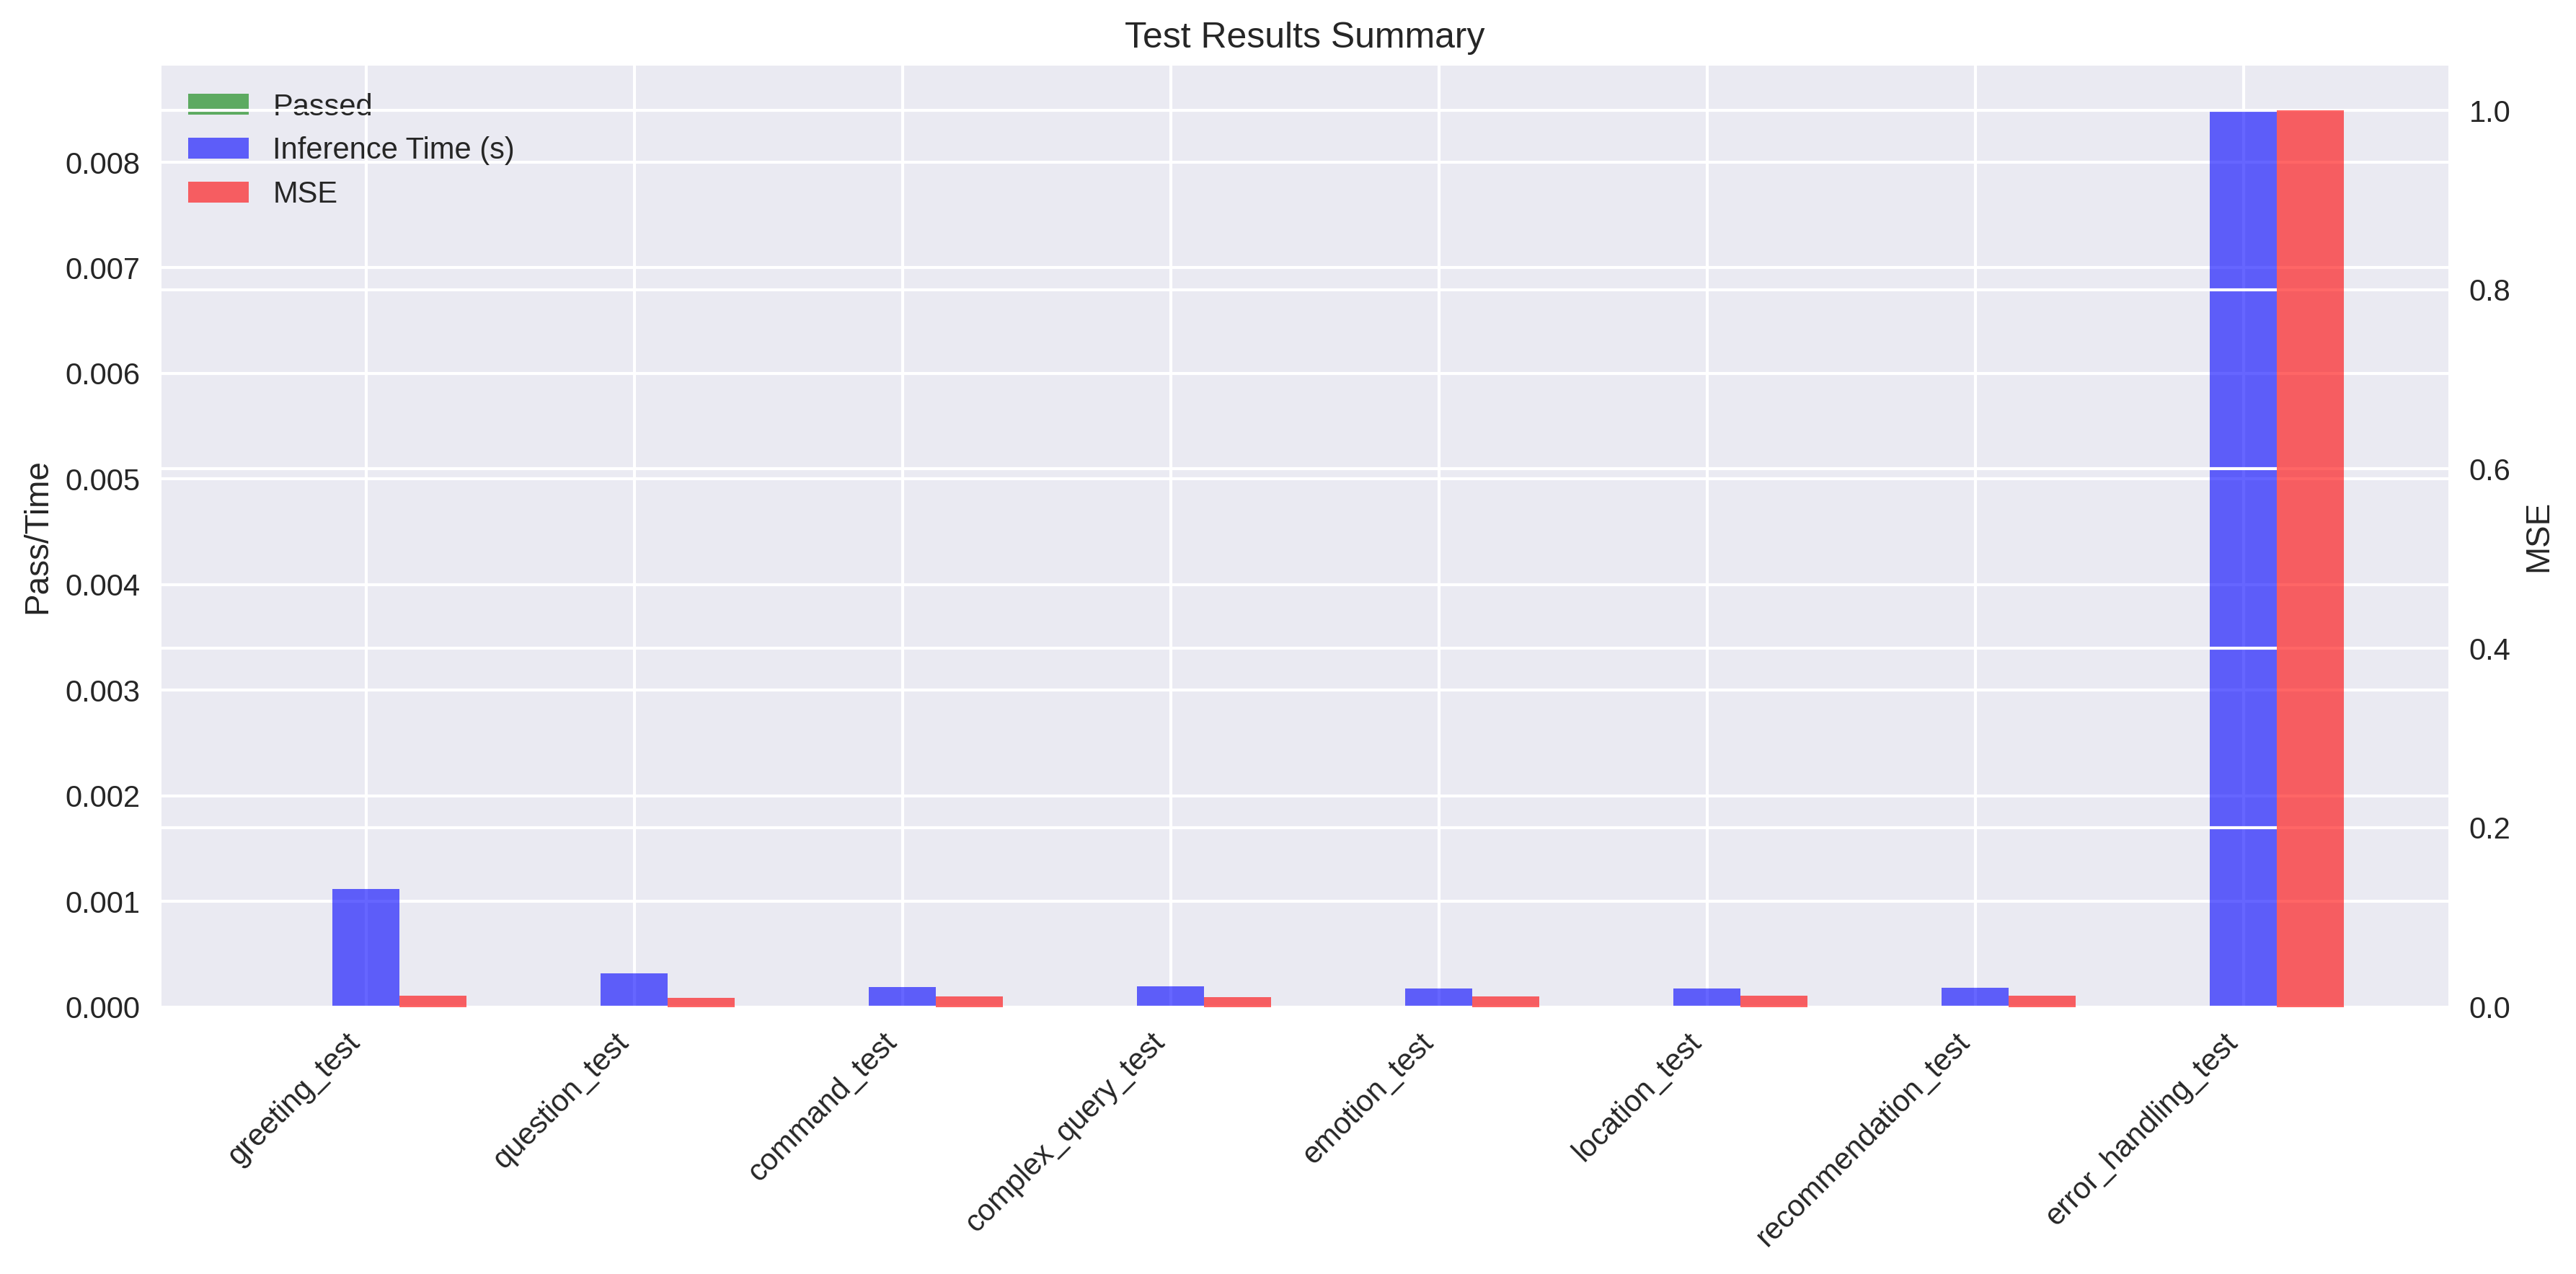 Test Results Summary
Passed
Inference Time (s)
MSE
Pass/Time
0.008
0.007
0.006
0.005
0.004
0.003
0.002
0.001
0.000
1.0
0.8
0.6
0.4
0.2
0.0
MSE
greeting_test
question_test
command_test
complex_query_test
emotion_test
location_test
recommendation_test
error_handling_test